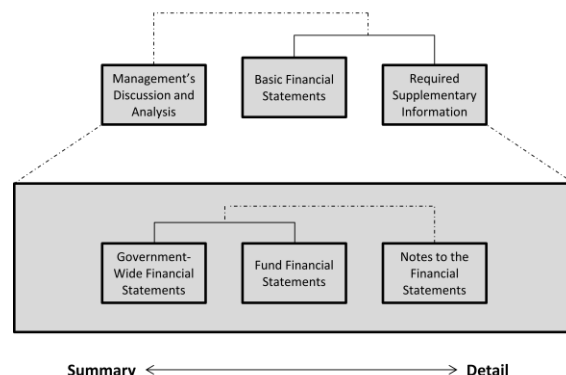 Management's
Discussion and
Analysis
Basic Financial
Statements
Required
Supplementary
Information
Government-
Wide Financial
Statements
Fund Financial
Statements
Notes to the
Financial
Statements
Summary
Detail